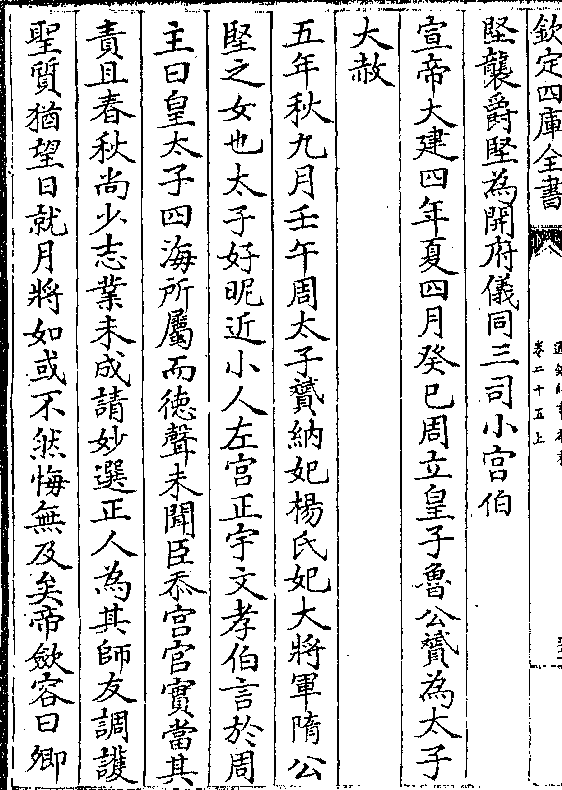 欽定四庫全書
卷二十五上
堅襲爵堅為開府儀同三司小宫伯
宣帝大建四年夏四月癸巳周立皇子魯公贇為太子
大赦
五年秋九月壬午周太子贇納妃楊氏妃大將軍隋公
堅之女也太子好昵近小人左宫正宇文孝伯言於周
主曰皇太子四海所屬而徳聲未聞臣忝宫官實當其
責且春秋尚少志業未成請妙選正人為其師友調護
聖質猶望日就月將如或不然悔無及矣帝歛容曰卿